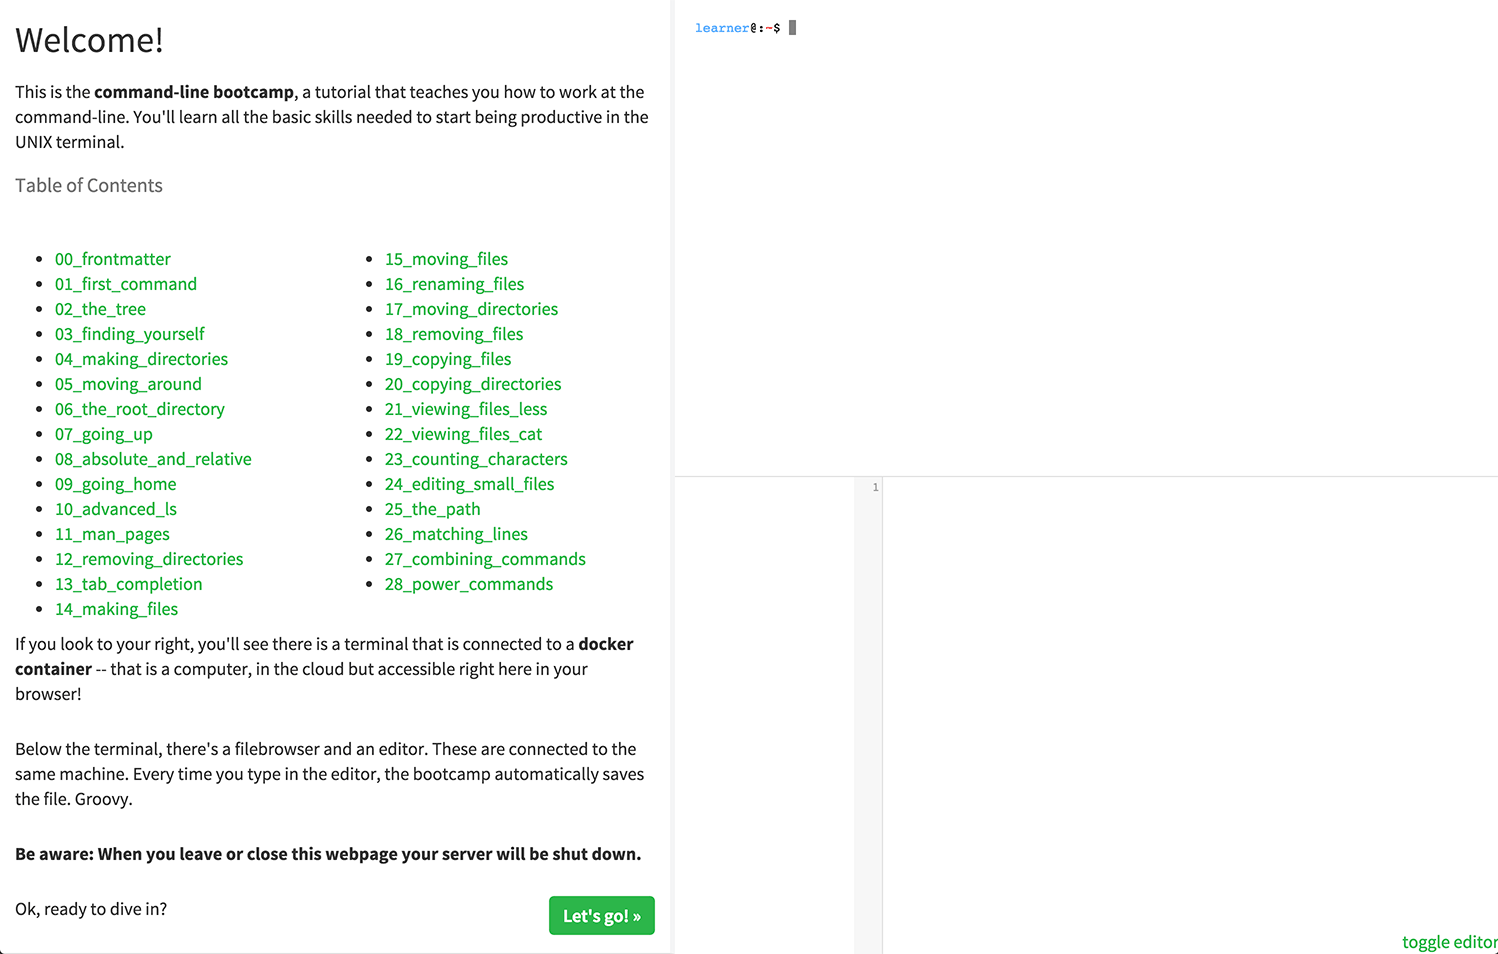 Welcome!
This is the command-line bootcamp, a tutorial that teaches you how to work at the
command-line. You'll learn all the basic skills needed to start being productive in the
UNIX terminal.
Table of Contents
00_frontmatter
01_first_command
02_the_tree
03_finding_yourself
04_making_directories
05_moving_around
06_the_root_directory
07_going_up
08_absolute_and_relative
09_going_home
10_advanced_ls
11_man_pages
12_removing_directories
13_tab_completion
14_making_files
15_moving_files
16_renaming_files
17_moving_directories
18_removing_files
19_copying_files
20_copying_directories
21_viewing_files_less
22_viewing_files_cat
23_counting_characters
24_editing_small_files
25_the_path
26_matching_lines
27_combining_commands
28_power_commands
If you look to your right, you'll see there is a terminal that is connected to a docker
container -- that is a computer, in the cloud but accessible right here in your
browser!
Below the terminal, there's a filebrowser and an editor. These are connected to the
same machine. Every time you type in the editor, the bootcamp automatically saves
the file. Groovy.
Be aware: When you leave or close this webpage your server will be shut down.
Ok, ready to dive in?
Let's go! »
learner@:~$
1
toggle editor